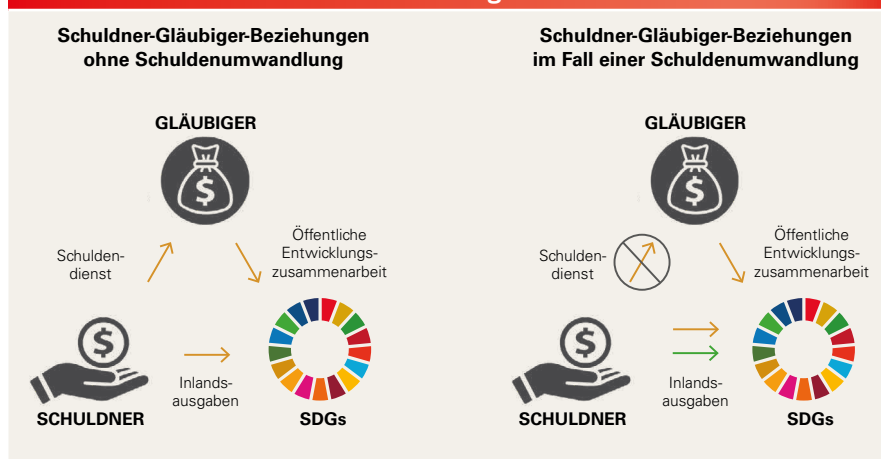 Schuldner-Gläubiger-Beziehungen
ohne Schuldenumwandlung
GLÄUBIGER
$
Schulden-
dienst
Öffentliche
Entwicklungs-
zusammenarbeit
$
Inlands-
ausgaben
SCHULDNER
SDGs
Schuldner-Gläubiger-Beziehungen
im Fall einer Schuldenumwandlung
GLÄUBIGER
$
Schulden-
dienst
Öffentliche
Entwicklungs-
zusammenarbeit
$
Inlands-
ausgaben
SCHULDNER
SDGs